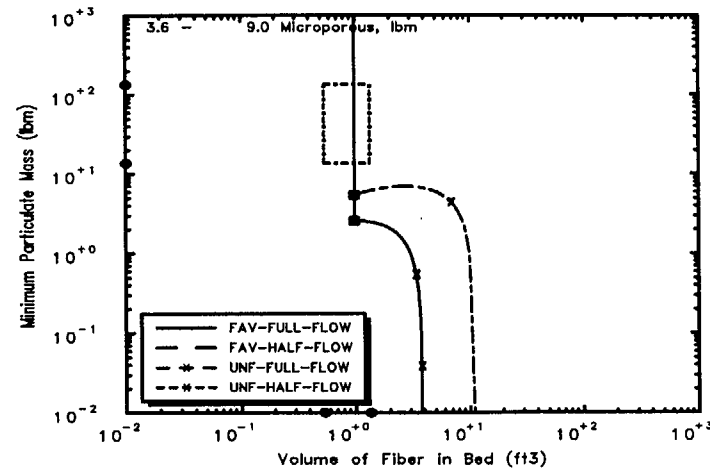 3.6 – 9.0 Microporous, lbm
10+3
10+2
10+1
10+0
10-1
10-2
Minimum Particulate Mass (lbm)
FAV-FULL-FLOW
FAV-HALF-FLOW
UNF-FULL-FLOW
UNF-HALF-FLOW
10-2 10-1 10+0 10+1 10+2 10+3
Volume of Fiber in Bed (ft3)